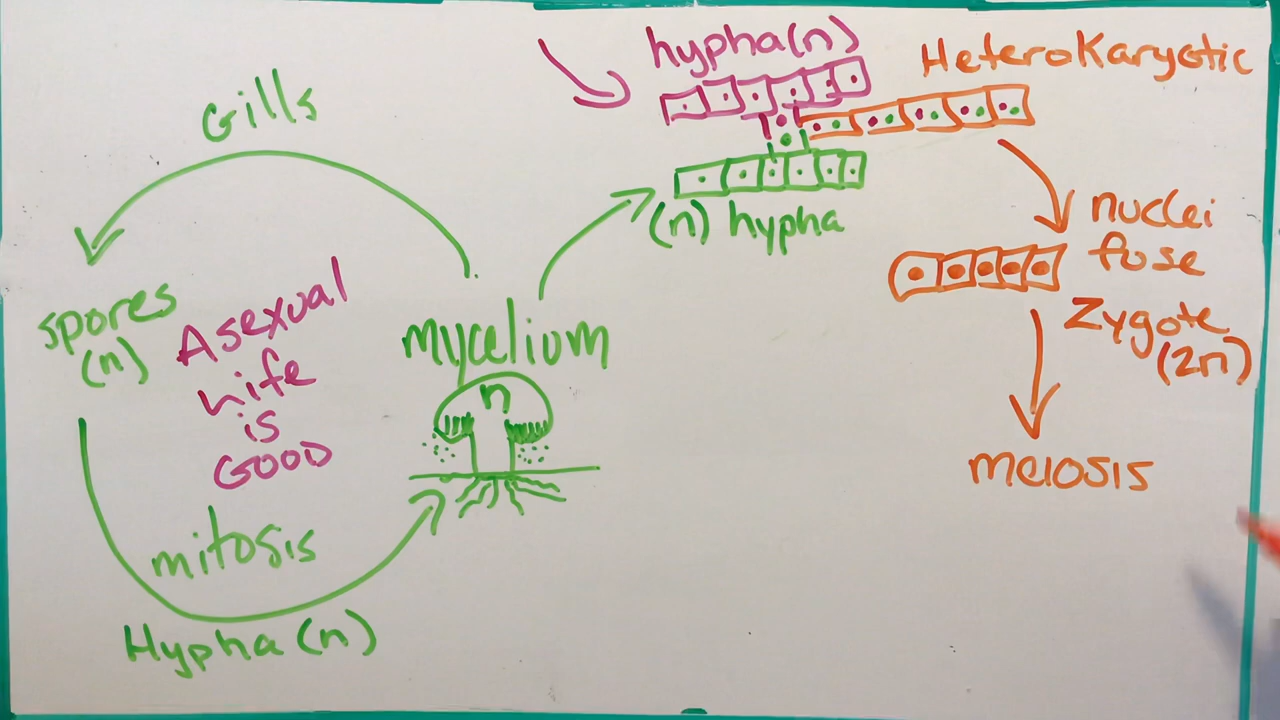 Gills
spores
(n)
Asexual
Life
is
GOOD
mitosis
Hypha (n)
mycelium
n
hypha(n)
(n) hypha
HeteroKaryotic
nuclei
fuse
Zygote
(2n)
meiosis